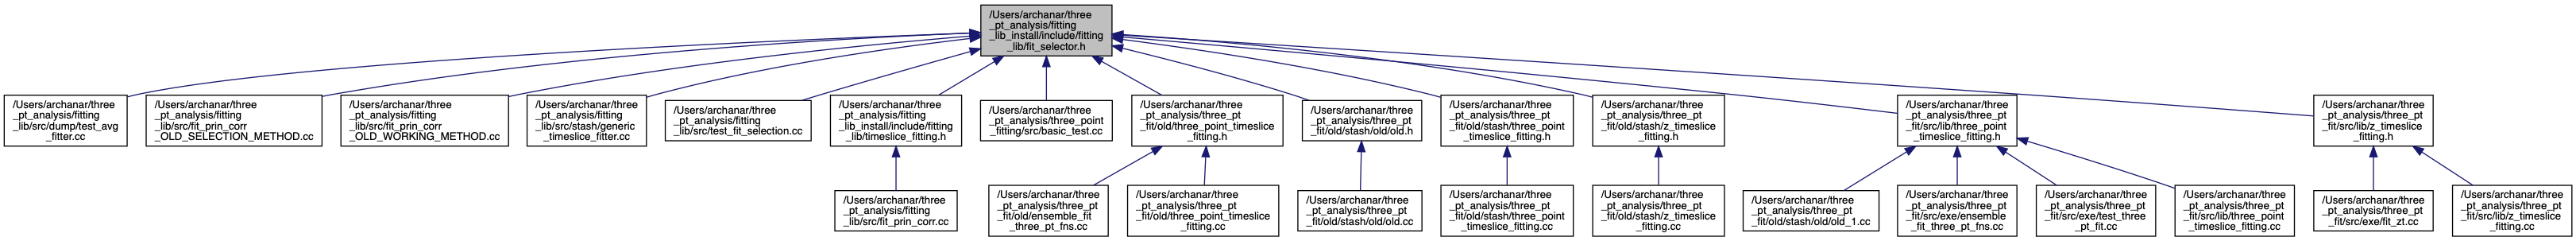 /Users/archanar/three
_pt_analysis/fitting
_lib_install/include/fitting
_lib/fit_selector.h
/Users/archanar/three
_pt_analysis/fitting
_lib/src/dump/test_avg
_fitter.cc
/Users/archanar/three
_pt_analysis/fitting
_lib/src/fit_prin_corr
_OLD_SELECTION_METHOD.cc
/Users/archanar/three
_pt_analysis/fitting
_lib/src/fit_prin_corr
_OLD_WORKING_METHOD.cc
/Users/archanar/three
_pt_analysis/fitting
_lib/src/stash/generic
_timeslice_fitter.cc
/Users/archanar/three
_pt_analysis/fitting
_lib/src/test_fit_selection.cc
/Users/archanar/three
_pt_analysis/fitting
_lib_install/include/fitting
_lib/timeslice_fitting.h
/Users/archanar/three
_pt_analysis/three_point
_fitting/src/basic_test.cc
/Users/archanar/three
_pt_analysis/three_pt
_fit/old/three_point_timeslice
_fitting.h
/Users/archanar/three
_pt_analysis/three_pt
_fit/old/stash/old/old.h
/Users/archanar/three
_pt_analysis/three_pt
_fit/old/stash/three_point
_timeslice_fitting.h
/Users/archanar/three
_pt_analysis/three_pt
_fit/old/stash/z_timeslice
_fitting.h
/Users/archanar/three
_pt_analysis/three_pt
_fit/src/lib/three_point
_timeslice_fitting.h
/Users/archanar/three
_pt_analysis/three_pt
_fit/src/lib/z_timeslice
_fitting.h
/Users/archanar/three
_pt_analysis/fitting
_lib/src/fit_prin_corr.cc
/Users/archanar/three
_pt_analysis/three_pt
_fit/old/ensemble_fit
_three_pt_fns.cc
/Users/archanar/three
_pt_analysis/three_pt
_fit/old/three_point_timeslice
_fitting.cc
/Users/archanar/three
_pt_analysis/three_pt
_fit/old/stash/old/old.cc
/Users/archanar/three
_pt_analysis/three_pt
_fit/old/stash/three_point
_timeslice_fitting.cc
/Users/archanar/three
_pt_analysis/three_pt
_fit/old/stash/z_timeslice
_fitting.cc
/Users/archanar/three
_pt_analysis/three_pt
_fit/old/stash/old/old_1.cc
/Users/archanar/three
_pt_analysis/three_pt
_fit/src/exe/ensemble
_fit_three_pt_fns.cc
/Users/archanar/three
_pt_analysis/three_pt
_fit/src/exe/test_three
_pt_fit.cc
/Users/archanar/three
_pt_analysis/three_pt
_fit/src/lib/three_point
_timeslice_fitting.cc
/Users/archanar/three
_pt_analysis/three_pt
_fit/src/exe/fit_zt.cc
/Users/archanar/three
_pt_analysis/three_pt
_fit/src/lib/z_timeslice
_fitting.cc